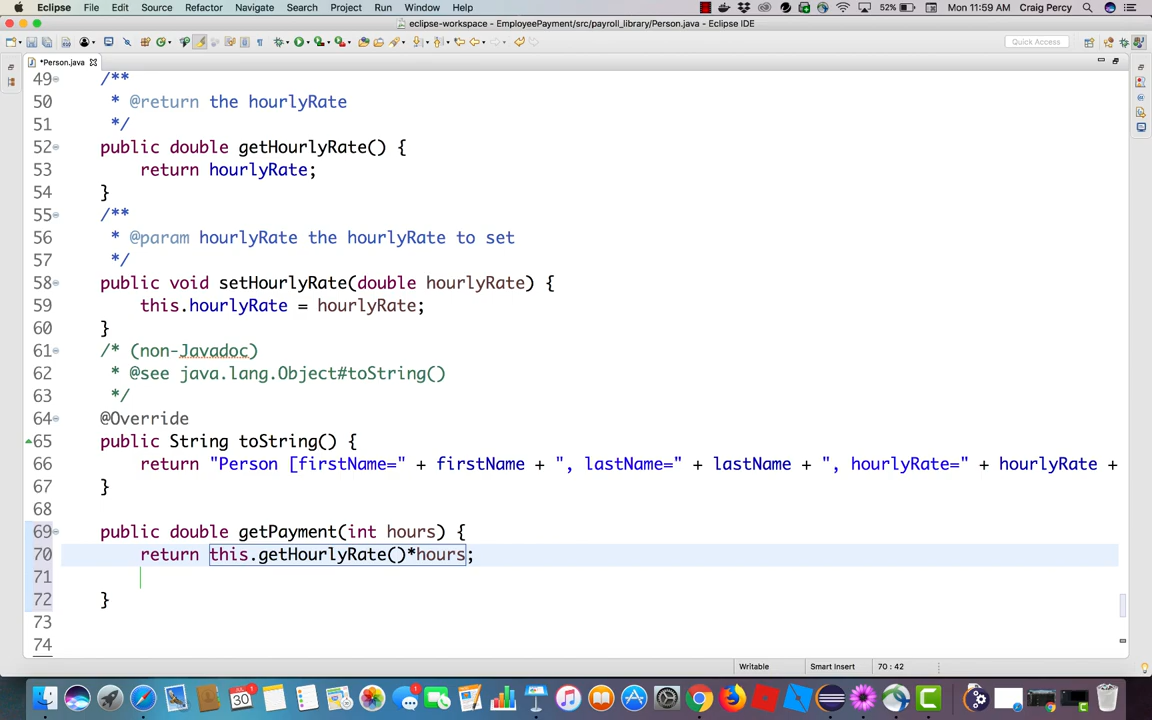 Eclipse File Edit Source Refactor Navigate Search Project Run Window Help 52% Mon 11:59 AM Craig Percy
eclipse-workspace - EmployeePayment/src/payroll_library/Person.java - Eclipse IDE
Quick Access
*Person.java
49 /**
50 * @return the hourlyRate
51 */
52 public double getHourlyRate() {
53 return hourlyRate;
54 }
55 /**
56 * @param hourlyRate the hourlyRate to set
57 */
58 public void setHourlyRate(double hourlyRate) {
59 this.hourlyRate = hourlyRate;
60 }
61 /* (non-Javadoc)
62 * @see java.lang.Object#toString()
63 */
64 @Override
65 public String toString() {
66 return "Person [firstName=" + firstName + ", lastName=" + lastName + ", hourlyRate=" + hourlyRate +
67 }
68
69 public double getPayment(int hours) {
70 return this.getHourlyRate()*hours;
71
72 }
73
74
Writable Smart Insert 70 : 42
30